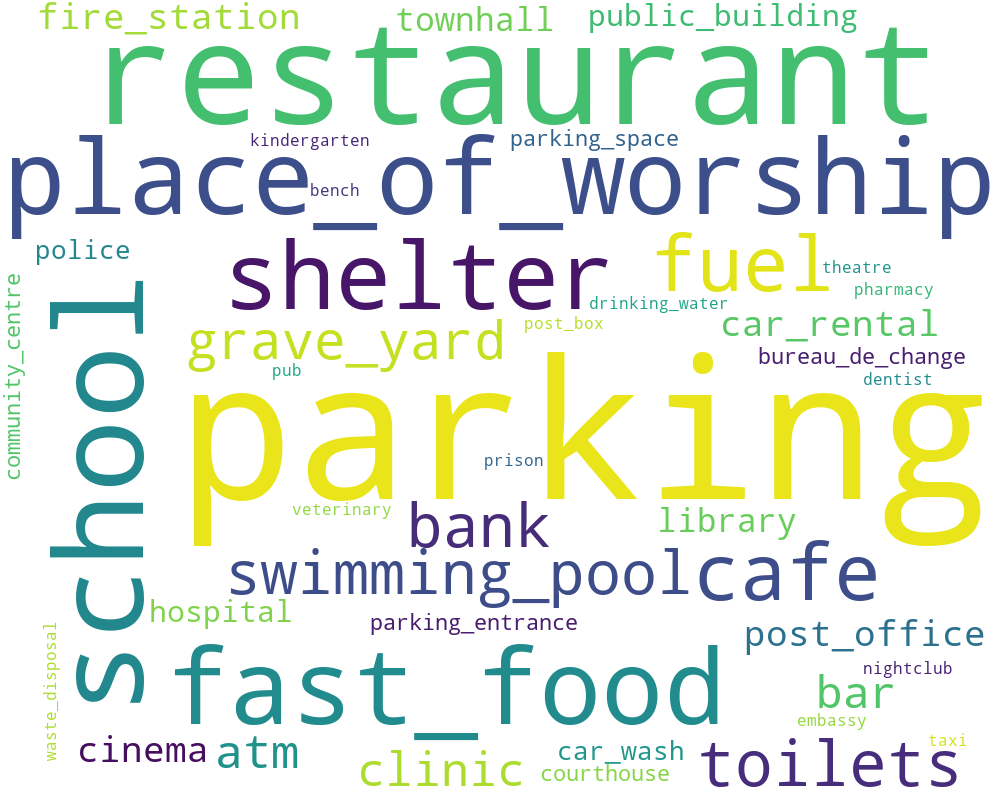 fire_station
townhall
public_building
restaurant
kindergarten
parking_space
place_of_worship
bench
police
shelter
fuel
theatre
pharmacy
drinking_water
community_centre
school
grave_yard
post_box
car_rental
bureau_de_change
pub
dentist
parking
prison
veterinary
bank
library
swimming_pool
cafe
hospital
parking_entrance
post_office
waste_disposal
fast_food
nightclub
bar
embassy
cinema
atm
clinic
car_wash
courthouse
toilets
taxi